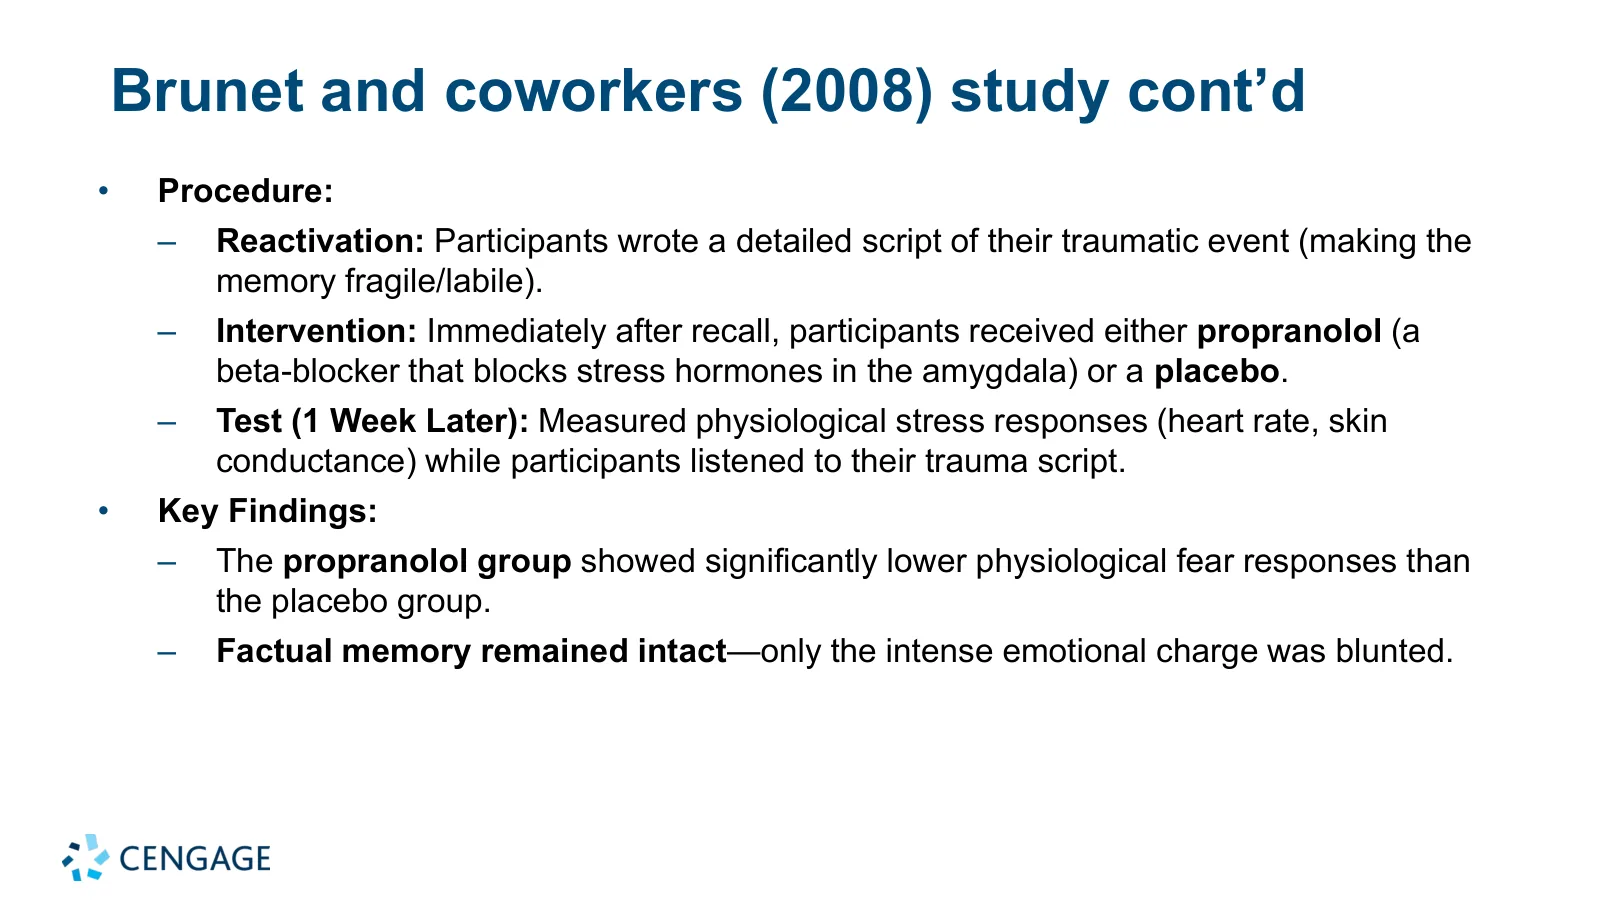 Brunet and coworkers (2008) study cont’d
• Procedure:
– Reactivation: Participants wrote a detailed script of their traumatic event (making the
memory fragile/labile).
– Intervention: Immediately after recall, participants received either propranolol (a
beta-blocker that blocks stress hormones in the amygdala) or a placebo.
– Test (1 Week Later): Measured physiological stress responses (heart rate, skin
conductance) while participants listened to their trauma script.
• Key Findings:
– The propranolol group showed significantly lower physiological fear responses than
the placebo group.
– Factual memory remained intact—only the intense emotional charge was blunted.
CENGAGE